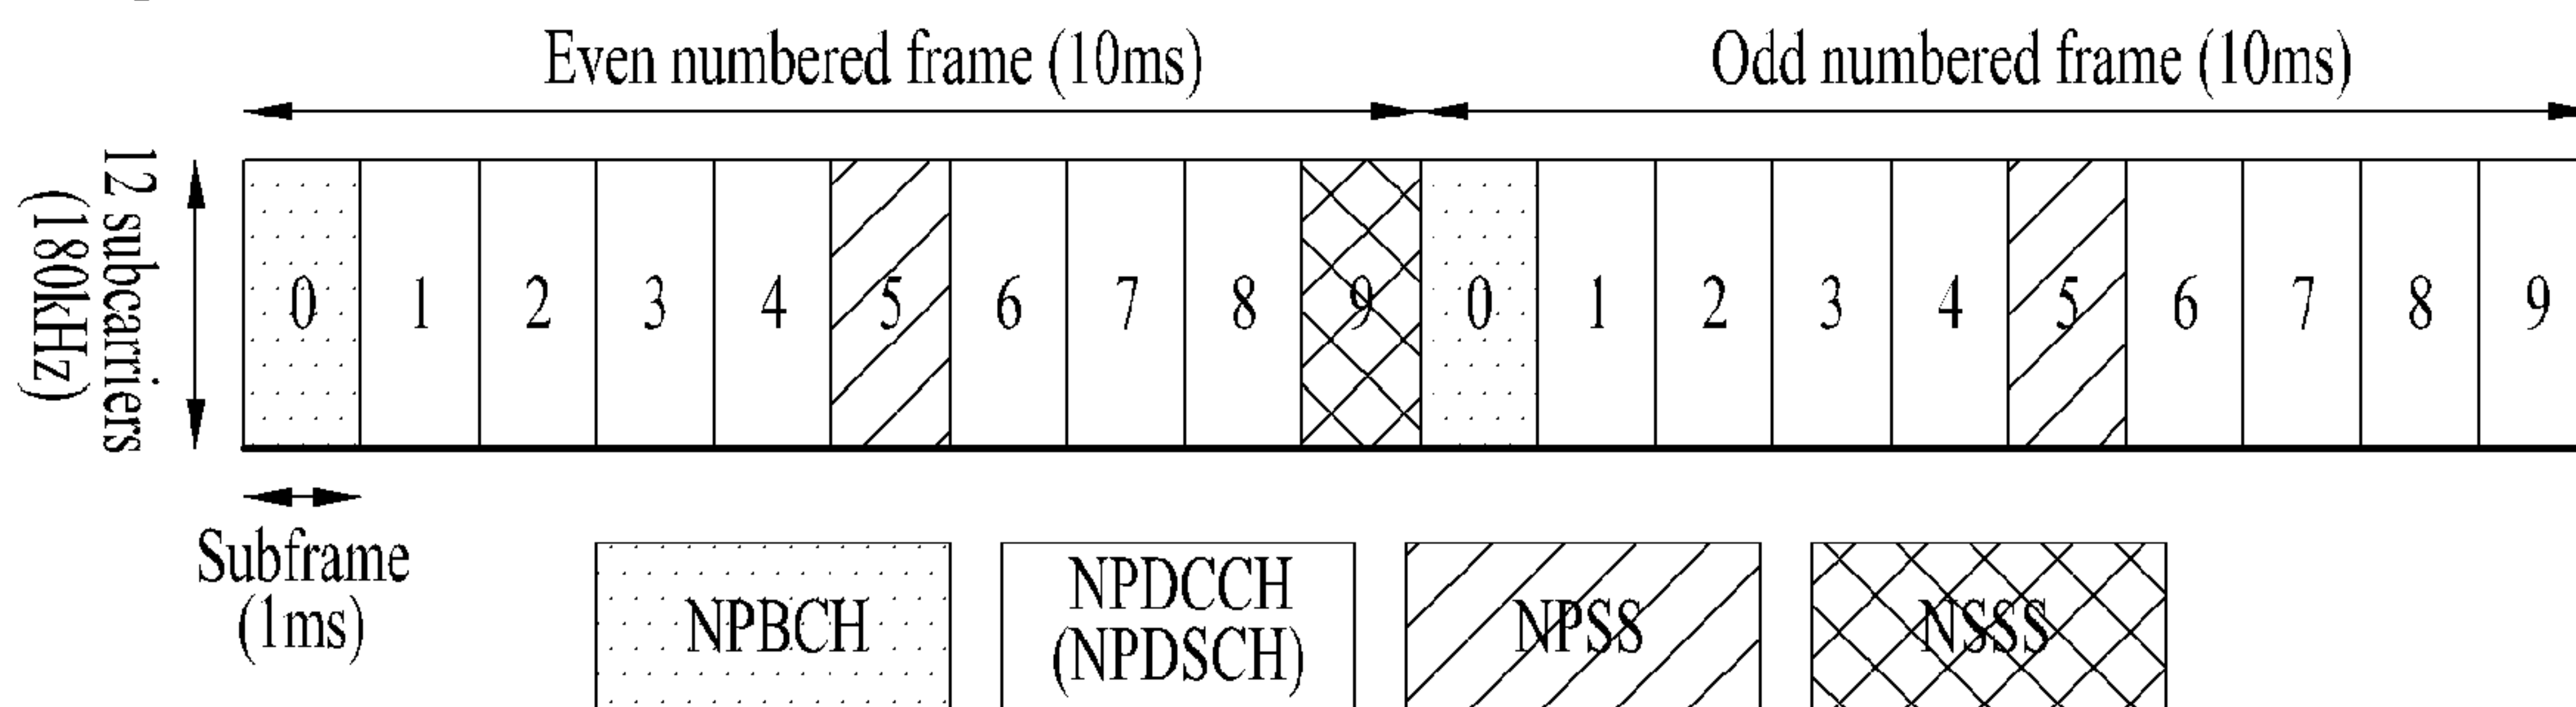 Even numbered frame (10ms) Odd numbered frame (10ms)
12 subcarriers
(180kHz)
0 1 2 3 4 5 6 7 8 9 0 1 2 3 4 5 6 7 8 9
Subframe
(1ms)
NPBCH
NPDCCH
(NPDSCH)
NPSS
NSSS